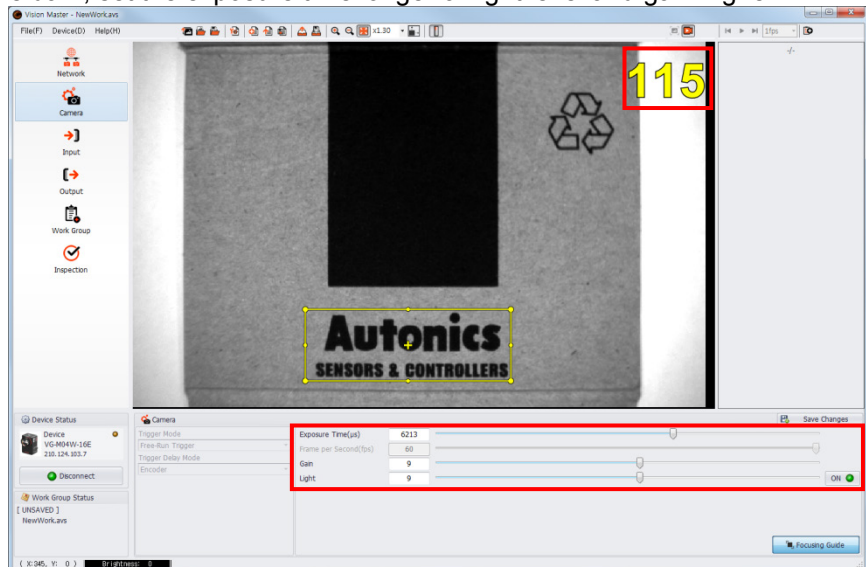 Vision Master - NewWork.avs
File(F) Device(D) Help(H)
x1.30
1fps
Network
Camera
Input
Output
Work Group
Inspection
115
-/-
Autonics
SENSORS & CONTROLLERS
Device Status
Device
VG-M04W-16E
210.124.103.7
Disconnect
Work Group Status
[ UNSAVED ]
NewWork.avs
Camera
Save Changes
Trigger Mode
Free-Run Trigger
Trigger Delay Mode
Encoder
Exposure Time(µs) 6213
Frame per Second(fps) 60
Gain 9
Light 9
ON
Focusing Guide
( X:345, Y: 0 ) Brightness: 0